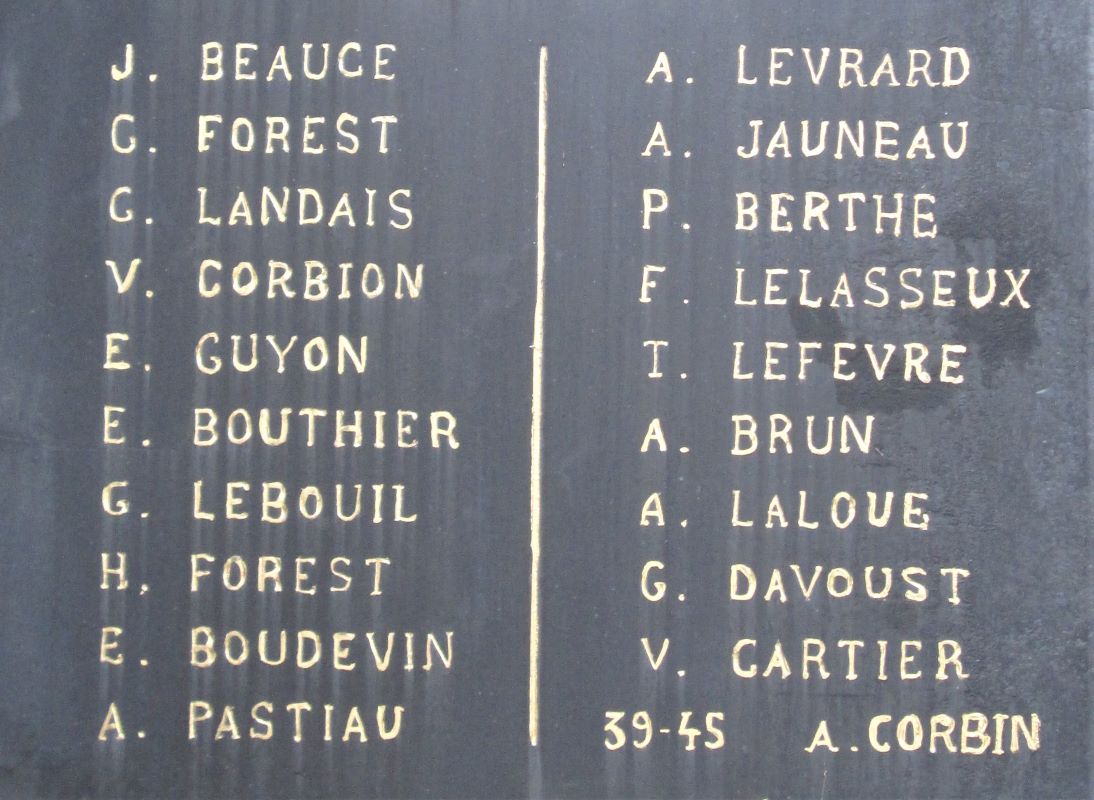 J. BEAUCE
G. FOREST
G. LANDAIS
V. CORBION
E. GUYON
E. BOUTHIER
G. LEBOUIL
H. FOREST
E. BOUDEVIN
A. PASTIAU
A. LEVRARD
A. JAUNEAU
P. BERTHE
F. LELASSEUX
T. LEFEVRE
A. BRUN
A. LALOUE
G. DAVOUST
V. CARTIER
39-45 A. CORBIN